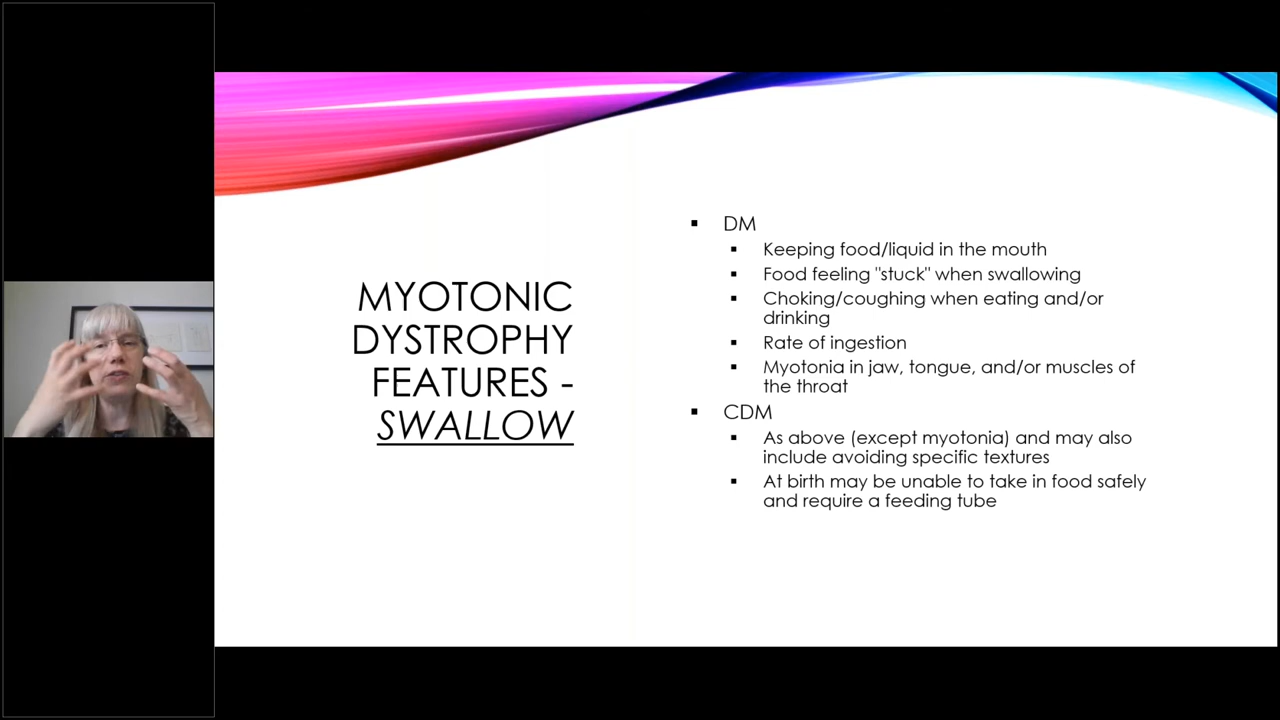 MYOTONIC
DYSTROPHY
FEATURES -
SWALLOW
▪ DM
▪ Keeping food/liquid in the mouth
▪ Food feeling "stuck" when swallowing
▪ Choking/coughing when eating and/or
drinking
▪ Rate of ingestion
▪ Myotonia in jaw, tongue, and/or muscles of
the throat
▪ CDM
▪ As above (except myotonia) and may also
include avoiding specific textures
▪ At birth may be unable to take in food safely
and require a feeding tube